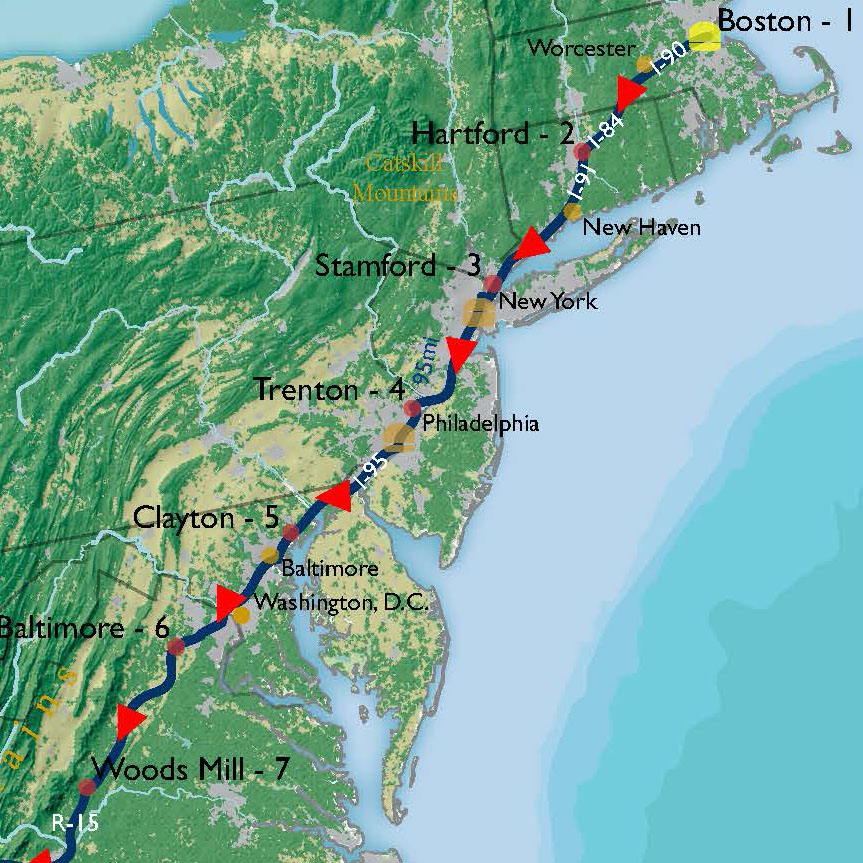 Boston - 1
Worcester
I-90
I-84
Hartford - 2
Catskill
Mountains
I-91
New Haven
Stamford - 3
New York
95mi
Trenton - 4
Philadelphia
I-95
Clayton - 5
Baltimore
Washington, D.C.
Baltimore - 6
ains
Woods Mill - 7
R-15